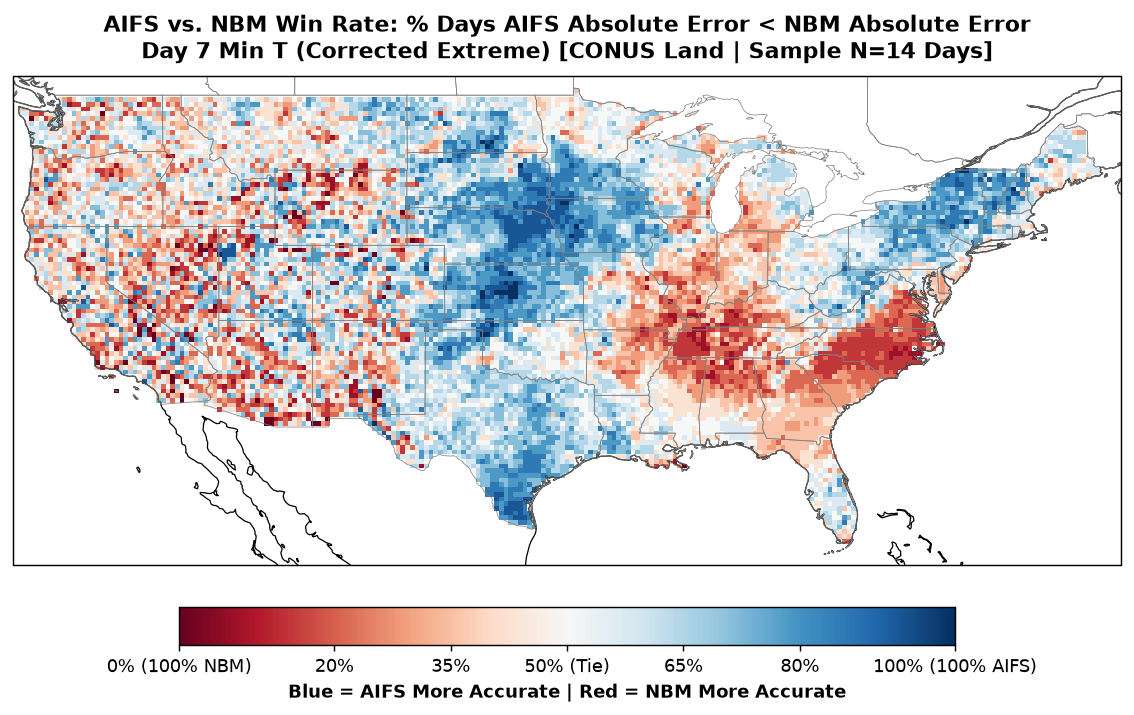 AIFS vs. NBM Win Rate: % Days AIFS Absolute Error < NBM Absolute Error
Day 7 Min T (Corrected Extreme) [CONUS Land | Sample N=14 Days]
0% (100% NBM) 20% 35% 50% (Tie) 65% 80% 100% (100% AIFS)
Blue = AIFS More Accurate | Red = NBM More Accurate